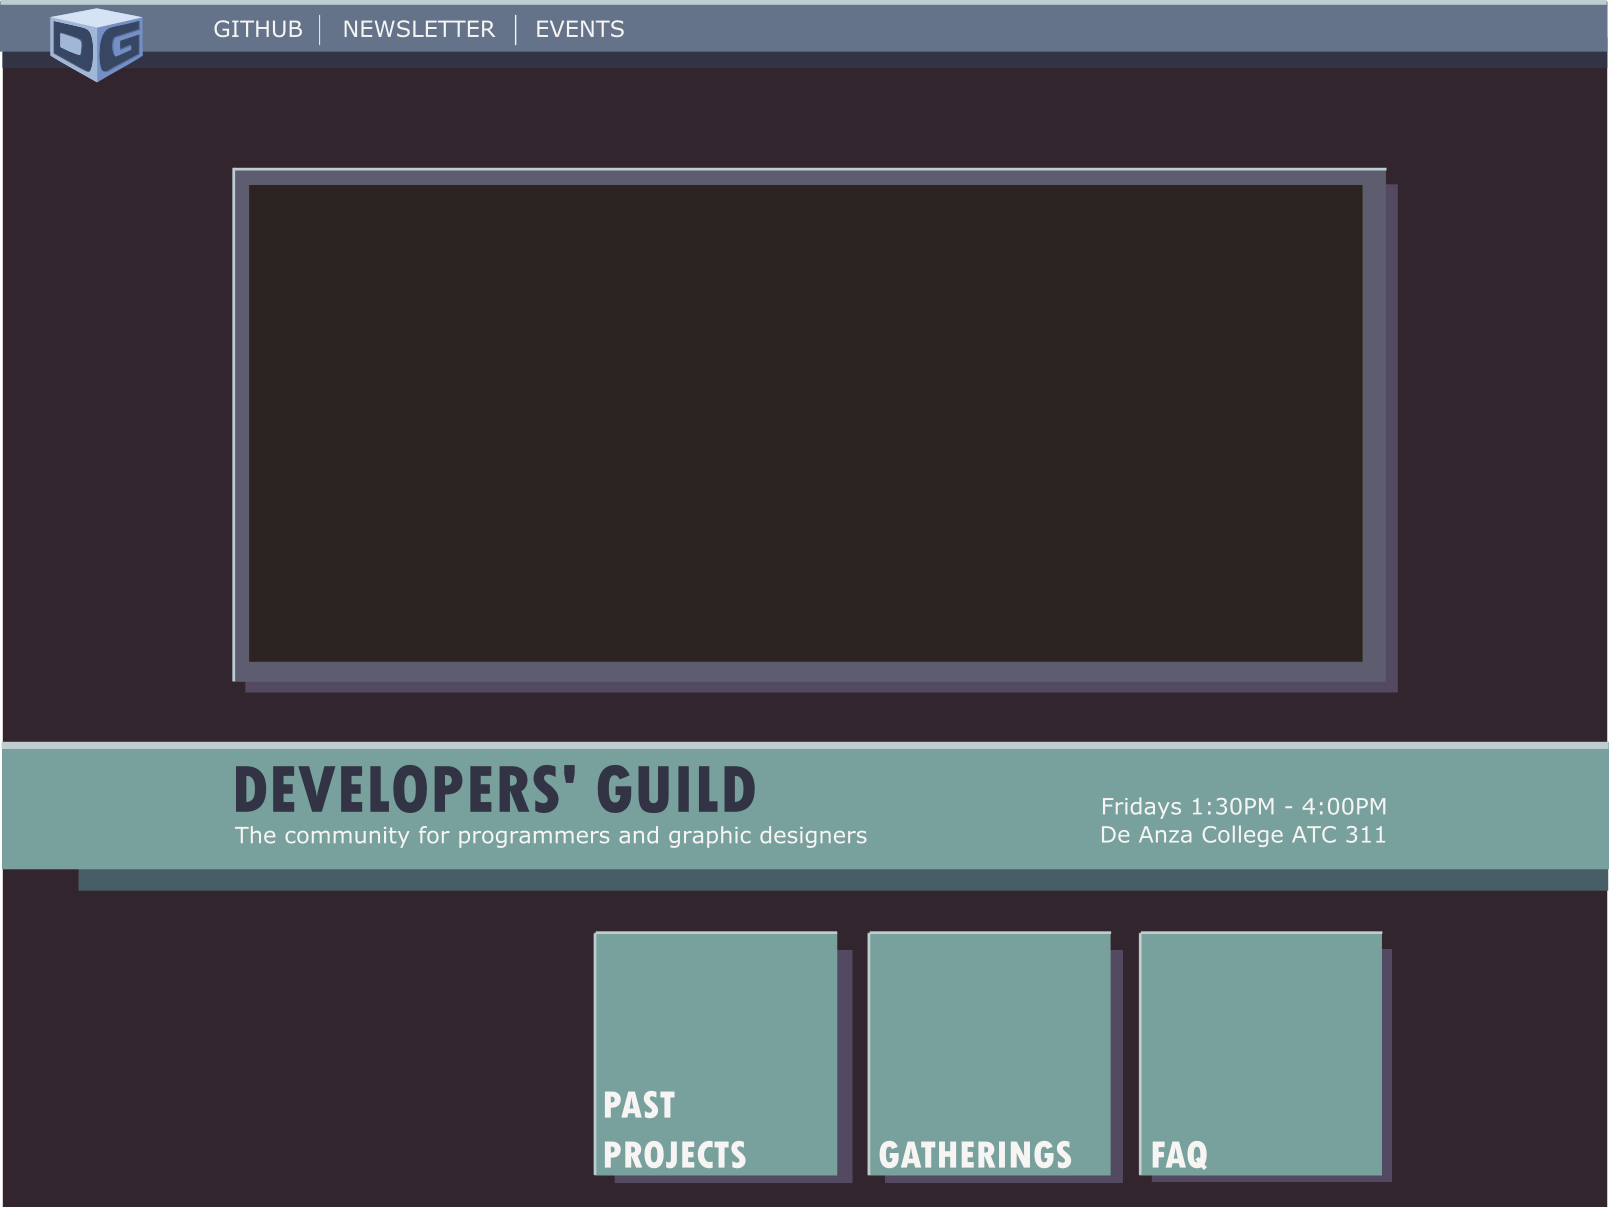 DG
GITHUB NEWSLETTER EVENTS
DEVELOPERS' GUILD
The community for programmers and graphic designers
Fridays 1:30PM - 4:00PM
De Anza College ATC 311
PAST
PROJECTS
GATHERINGS
FAQ